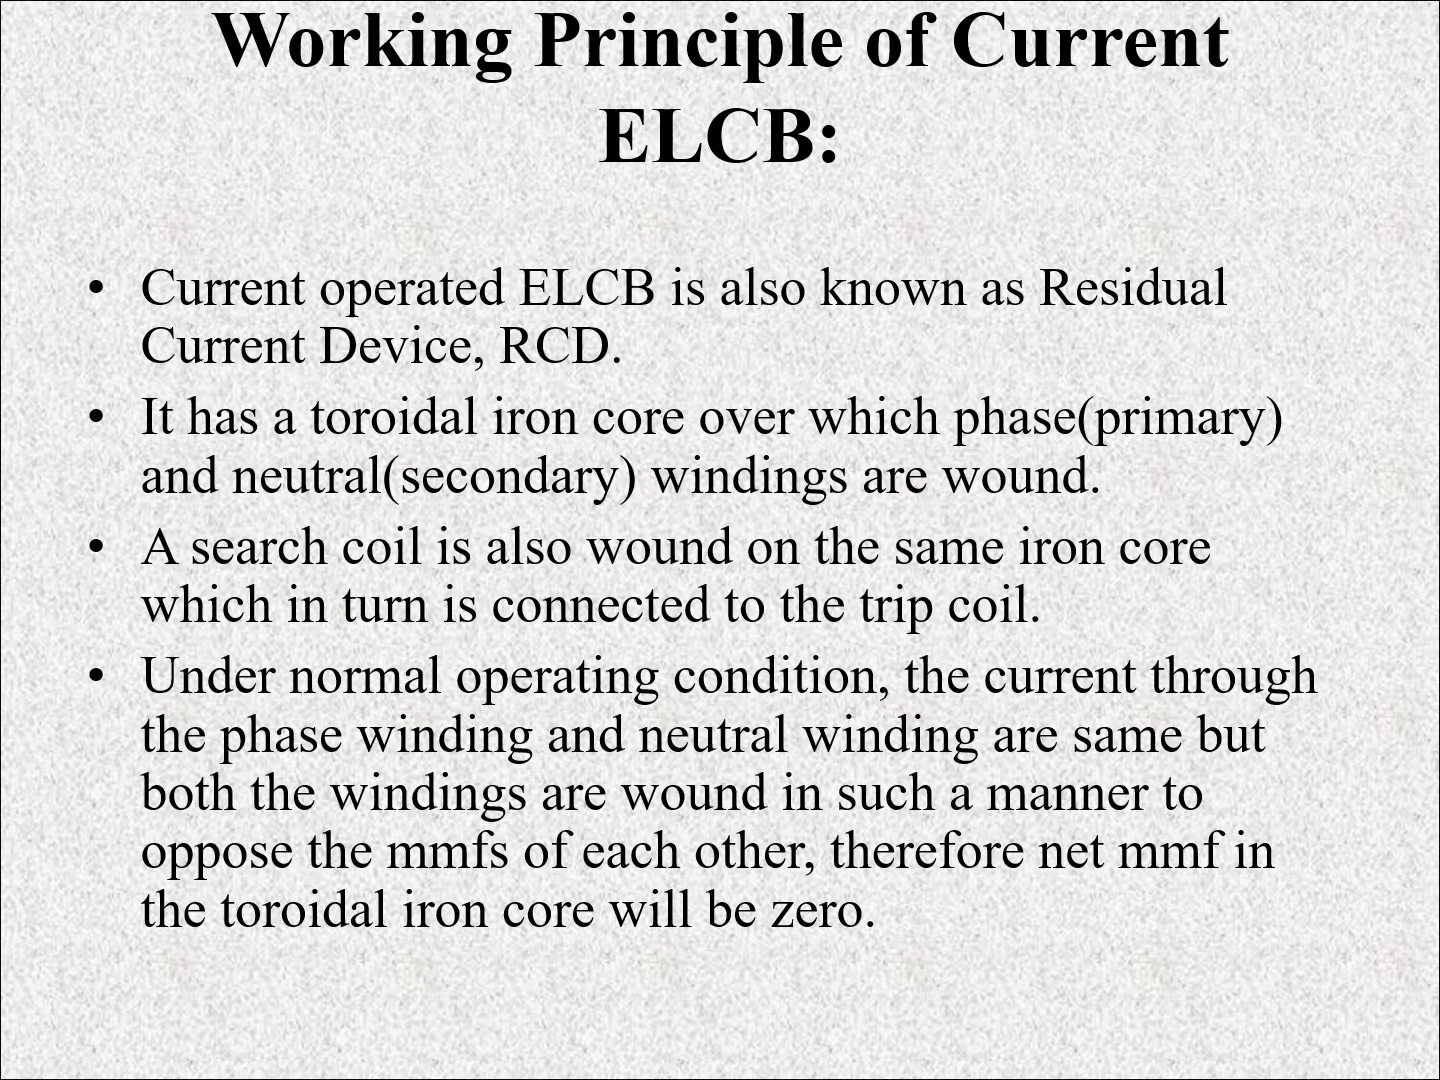 Working Principle of Current
ELCB:
• Current operated ELCB is also known as Residual
Current Device, RCD.
• It has a toroidal iron core over which phase(primary)
and neutral(secondary) windings are wound.
• A search coil is also wound on the same iron core
which in turn is connected to the trip coil.
• Under normal operating condition, the current through
the phase winding and neutral winding are same but
both the windings are wound in such a manner to
oppose the mmfs of each other, therefore net mmf in
the toroidal iron core will be zero.